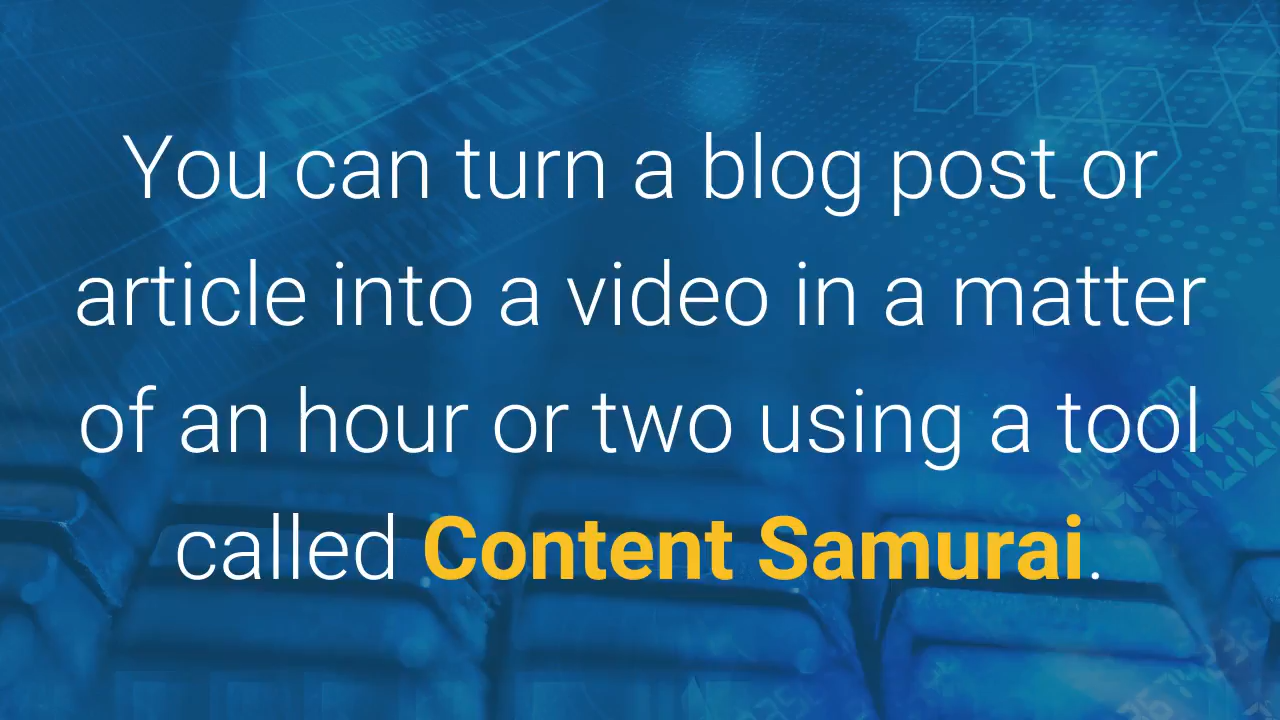 You can turn a blog post or
article into a video in a matter
of an hour or two using a tool
called Content Samurai.